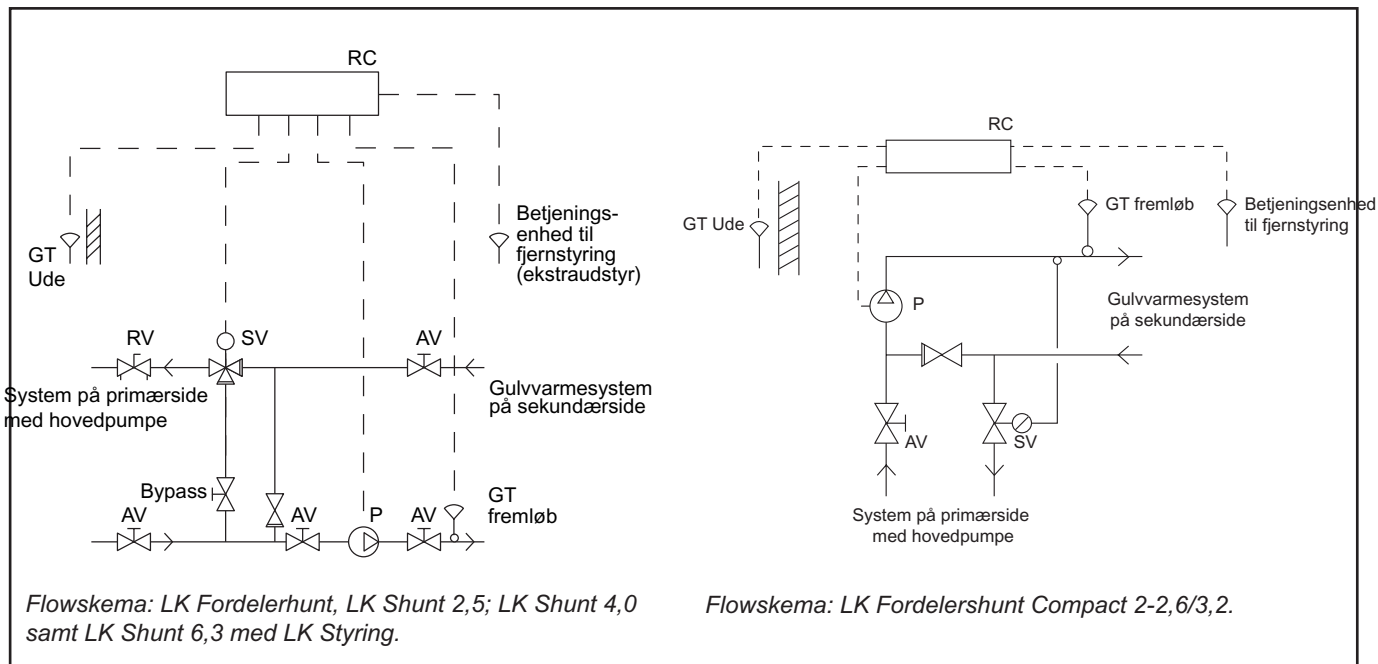 RC
GT
Ude
Betjenings-
enhed til
fjernstyring
(ekstraudstyr)
RV
SV
AV
System på primærside
med hovedpumpe
Gulvvarmesystem
på sekundærside
Bypass
AV
AV
P
AV
GT
fremløb
Flowskema: LK Fordelerhunt, LK Shunt 2,5; LK Shunt 4,0
samt LK Shunt 6,3 med LK Styring.
RC
GT Ude
GT fremløb
Betjeningsenhed
til fjernstyring
P
Gulvvarmesystem
på sekundærside
AV
SV
System på primærside
med hovedpumpe
Flowskema: LK Fordelershunt Compact 2-2,6/3,2.